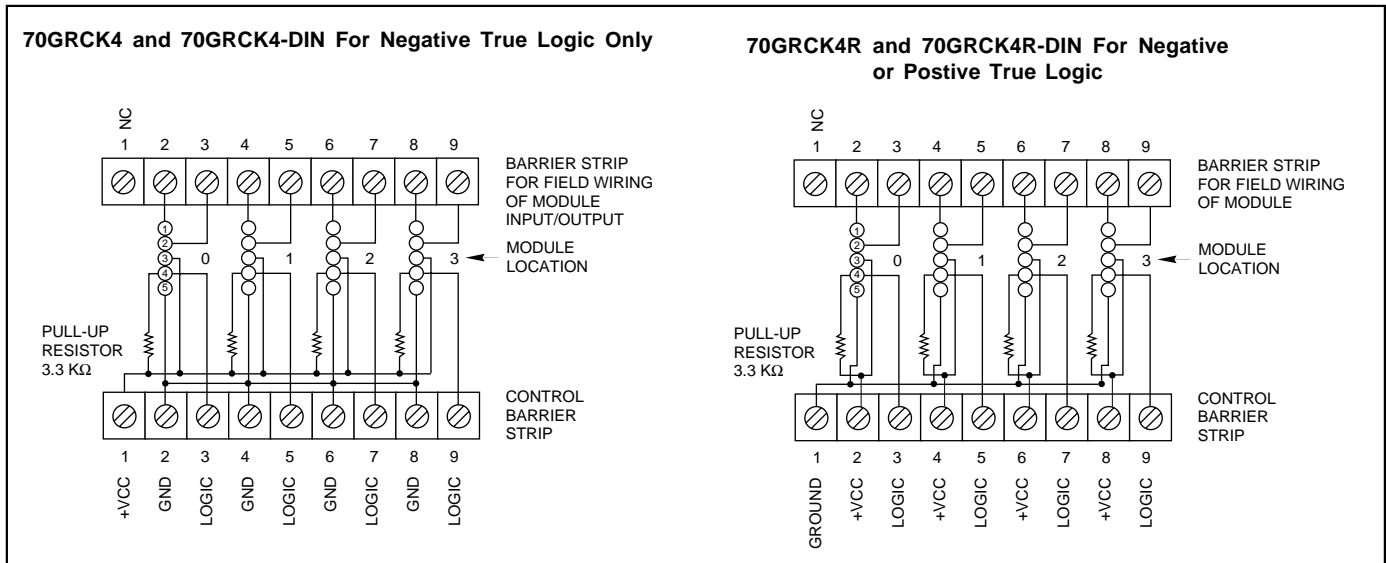 70GRCK4 and 70GRCK4-DIN For Negative True Logic Only
NC
1 2 3 4 5 6 7 8 9
BARRIER STRIP
FOR FIELD WIRING
OF MODULE
INPUT/OUTPUT
1
2
3
4
5
0 1 2 3
MODULE
LOCATION
PULL-UP
RESISTOR
3.3 KΩ
CONTROL
BARRIER
STRIP
1 2 3 4 5 6 7 8 9
+VCC
GND
LOGIC
GND
LOGIC
GND
LOGIC
GND
LOGIC
70GRCK4R and 70GRCK4R-DIN For Negative
or Postive True Logic
NC
1 2 3 4 5 6 7 8 9
BARRIER STRIP
FOR FIELD WIRING
OF MODULE
1
2
3
4
5
0 1 2 3
MODULE
LOCATION
PULL-UP
RESISTOR
3.3 KΩ
CONTROL
BARRIER
STRIP
1 2 3 4 5 6 7 8 9
GROUND
+VCC
LOGIC
+VCC
LOGIC
+VCC
LOGIC
+VCC
LOGIC